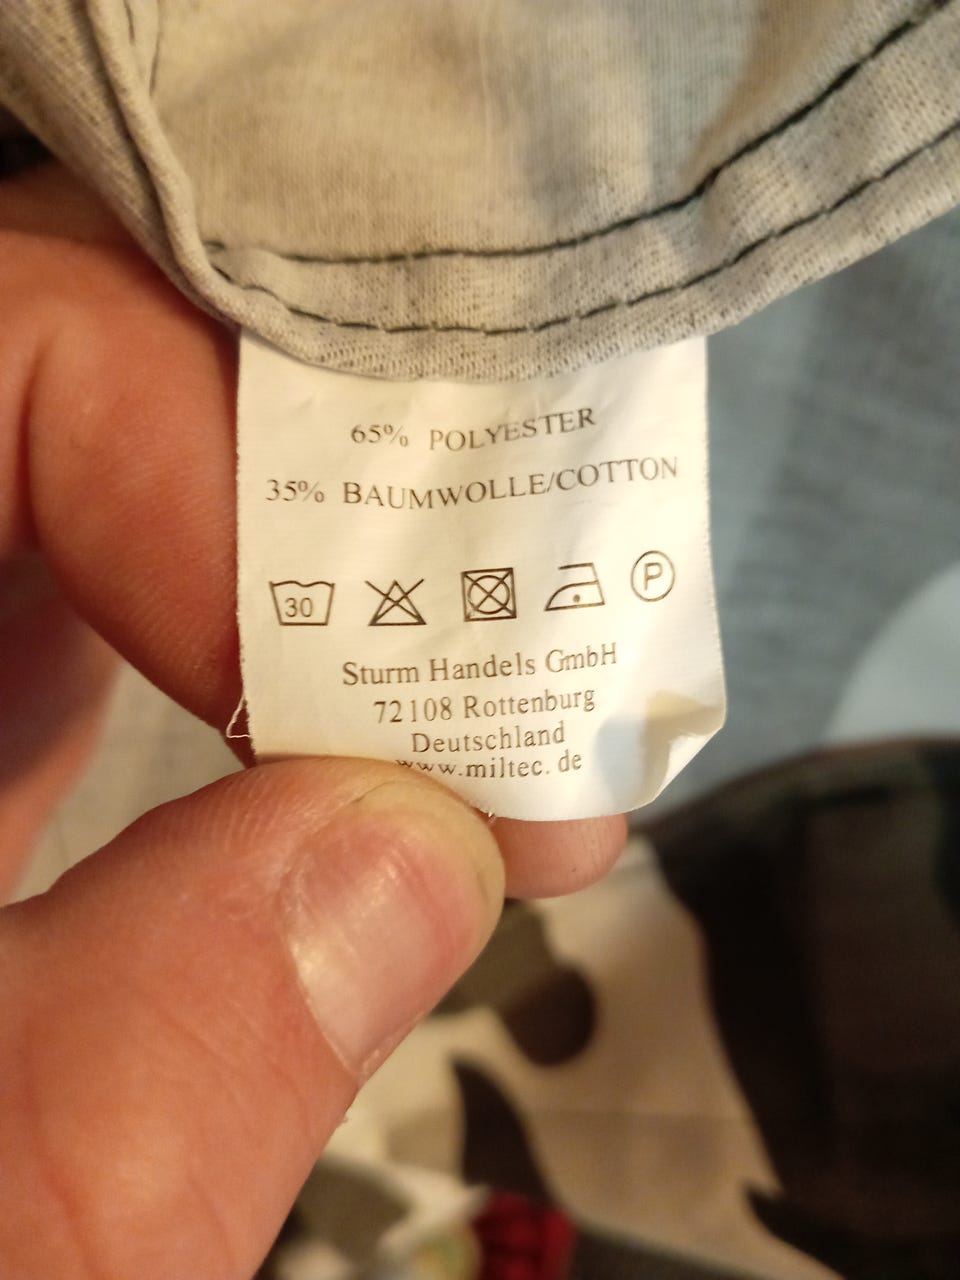 65% POLYESTER
35% BAUMWOLLE/COTTON
30 P
Sturm Handels GmbH
72108 Rottenburg
Deutschland
www.miltec.de